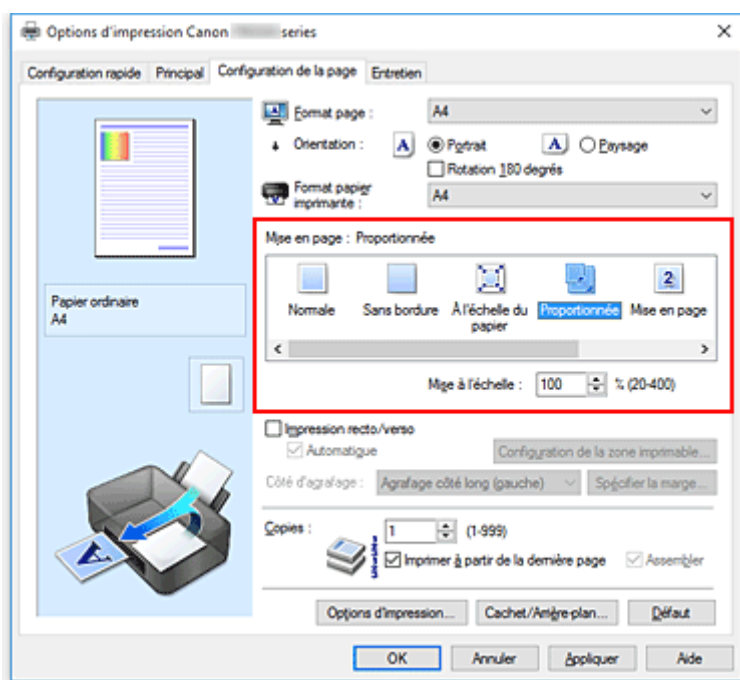 Options d'impression Canon series
Configuration rapide Principal Configuration de la page Entretien
Format page : A4
Orientation : A Portrait A Paysage
Rotation 180 degrés
Format papier imprimante : A4
Mise en page : Proportionnée
Normale Sans bordure À l'échelle du papier Proportionnée Mise en page
2
Papier ordinaire
A4
Mise à l'échelle : 100 % (20-400)
Impression recto/verso
Automatique Configuration de la zone imprimable...
Côté d'agrafage : Agrafage côté long (gauche) Spécifier la marge...
Copies : 1 (1-999)
Imprimer à partir de la dernière page Assembler
A
Options d'impression... Cachet/Arrière-plan... Défaut
OK Annuler Appliquer Aide